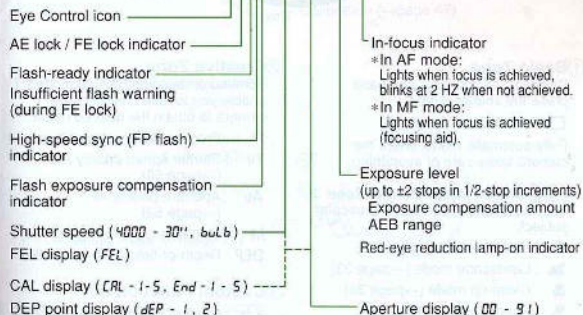 Eye Control icon
AE lock / FE lock indicator
Flash-ready indicator
Insufficient flash warning
(during FE lock)
High-speed sync (FP flash)
indicator
Flash exposure compensation
indicator
Shutter speed (4000 - 30", buLb)
FEL display (FEL)
CAL display (CAL - 1-5, End - 1 - 5)
DEP point display (dEP - 1, 2)
In-focus indicator
*In AF mode:
Lights when focus is achieved,
blinks at 2 HZ when not achieved.
*In MF mode:
Lights when focus is achieved
(focusing aid).
Exposure level
(up to ±2 stops in 1/2-stop increments)
Exposure compensation amount
AEB range
Red-eye reduction lamp-on indicator
Aperture display (00 - 91)